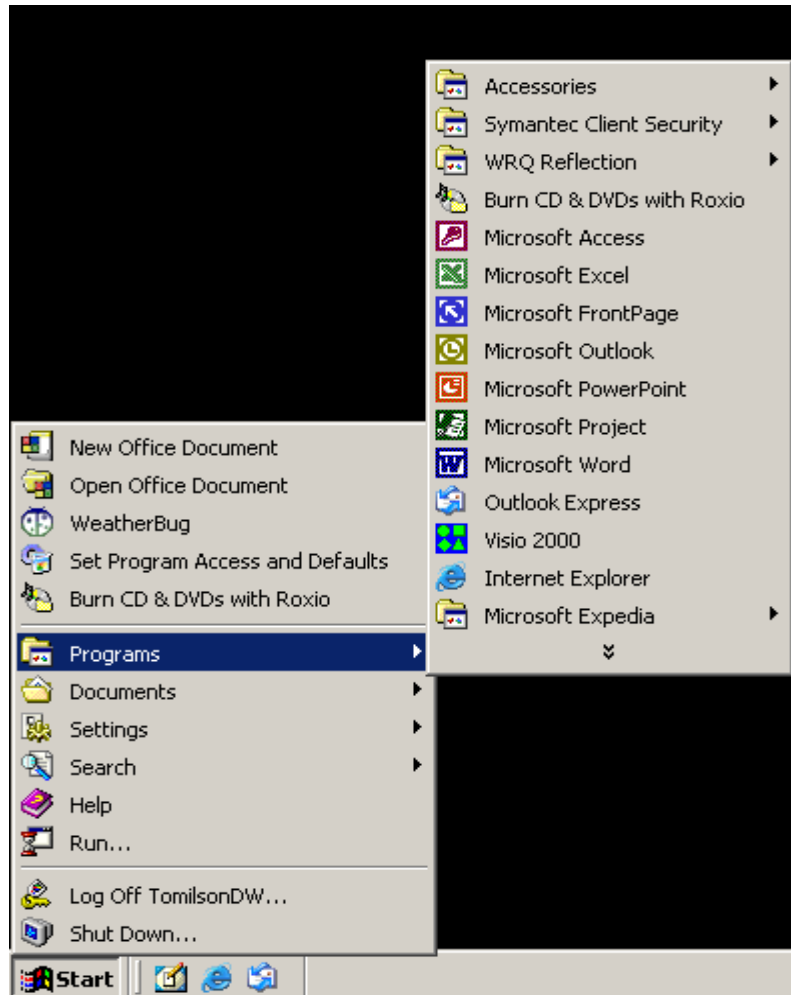 Accessories
Symantec Client Security
WRQ Reflection
Burn CD & DVDs with Roxio
Microsoft Access
Microsoft Excel
Microsoft FrontPage
Microsoft Outlook
Microsoft PowerPoint
Microsoft Project
Microsoft Word
Outlook Express
Visio 2000
Internet Explorer
Microsoft Expedia
New Office Document
Open Office Document
WeatherBug
Set Program Access and Defaults
Burn CD & DVDs with Roxio
Programs
Documents
Settings
Search
Help
Run...
Log Off TomilsonDW...
Shut Down...
Start